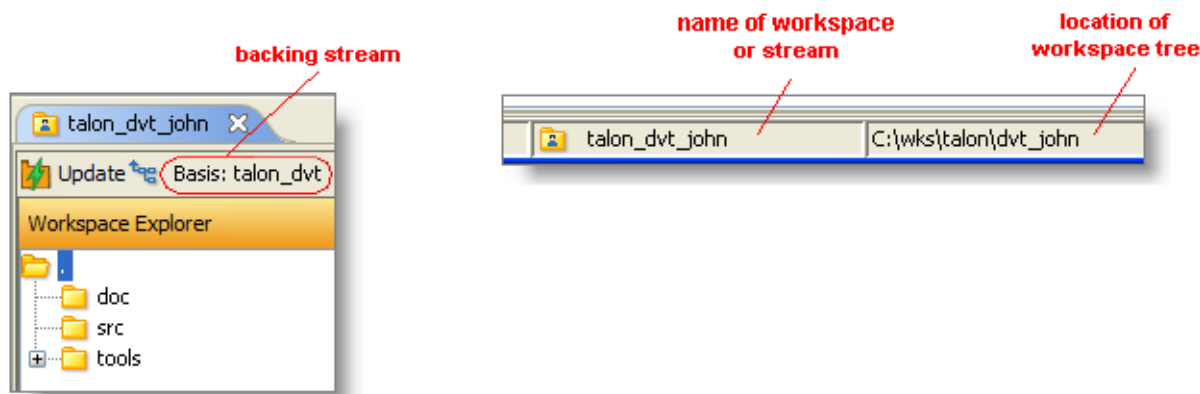 backing stream
talon_dvt_john
Update Basis: talon_dvt
Workspace Explorer
.
doc
src
tools
name of workspace
or stream
location of
workspace tree
talon_dvt_john C:\wks\talon\dvt_john